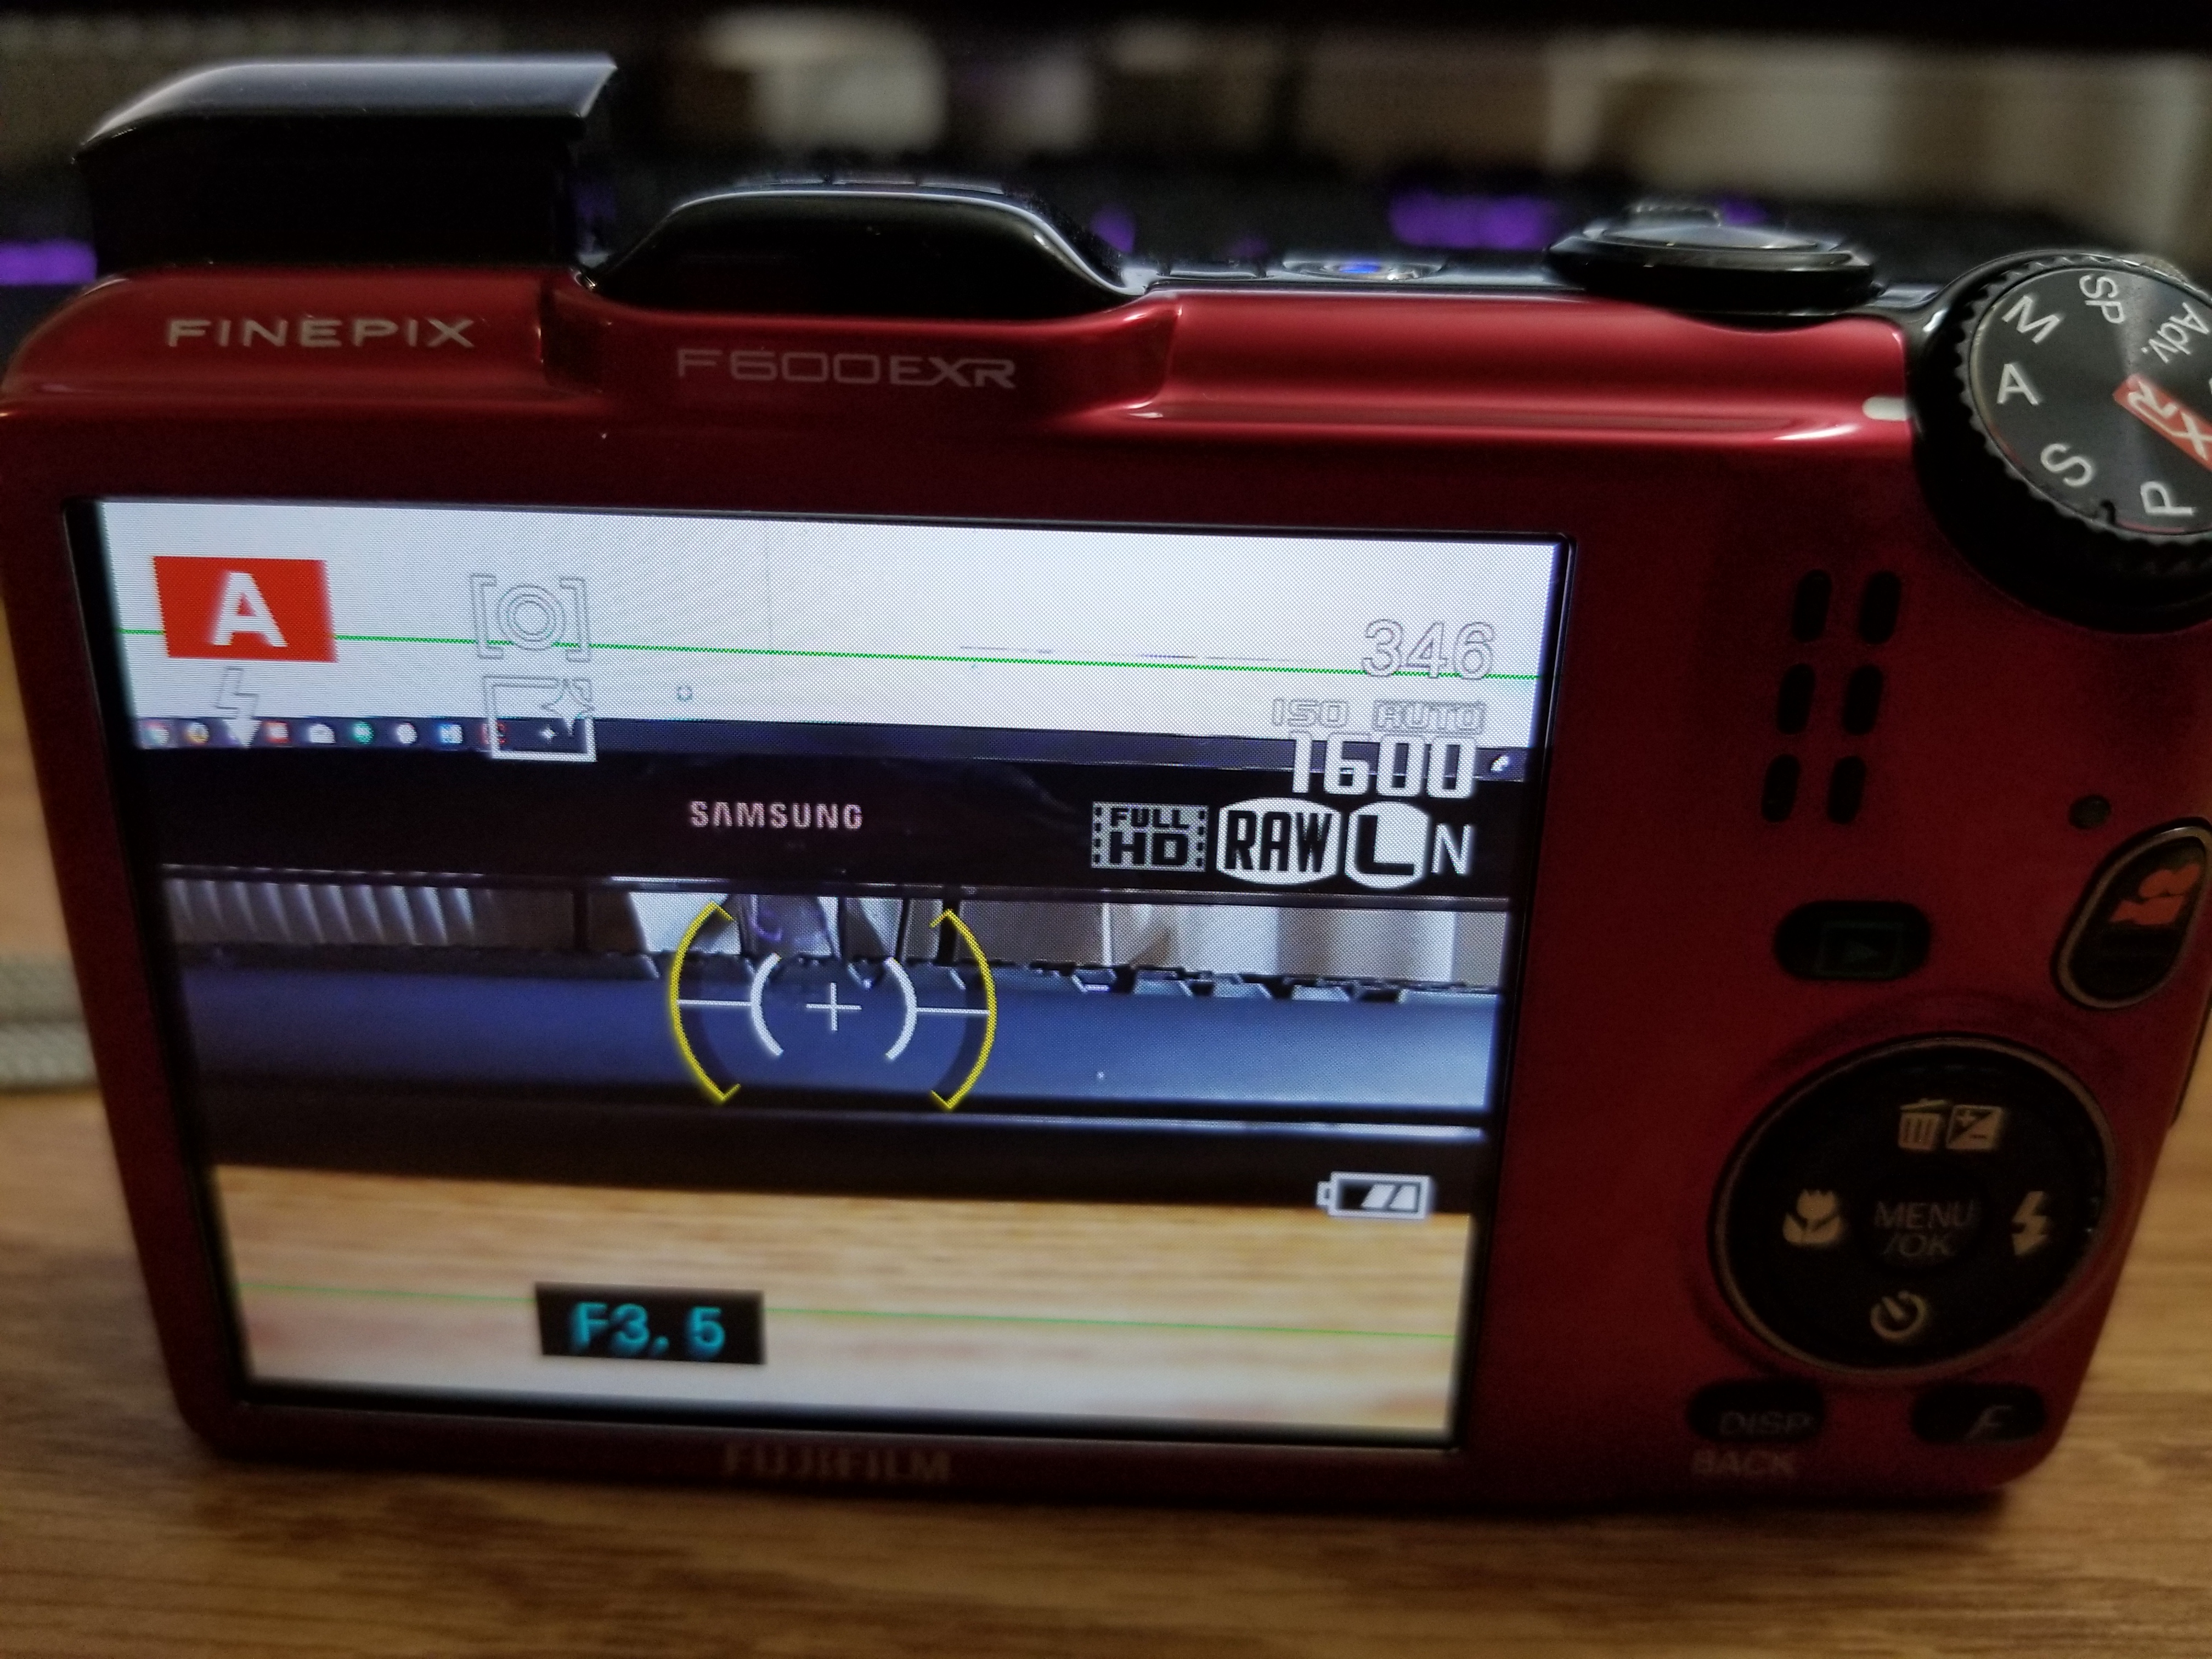 FINEPIX
F600EXR
SP
Adv.
M
A
S
P
A
346
ISO AUTO
1600
SAMSUNG
FULL
HD
RAW
L
N
F3.5
MENU
/OK
DISP
F
BACK
FUJIFILM